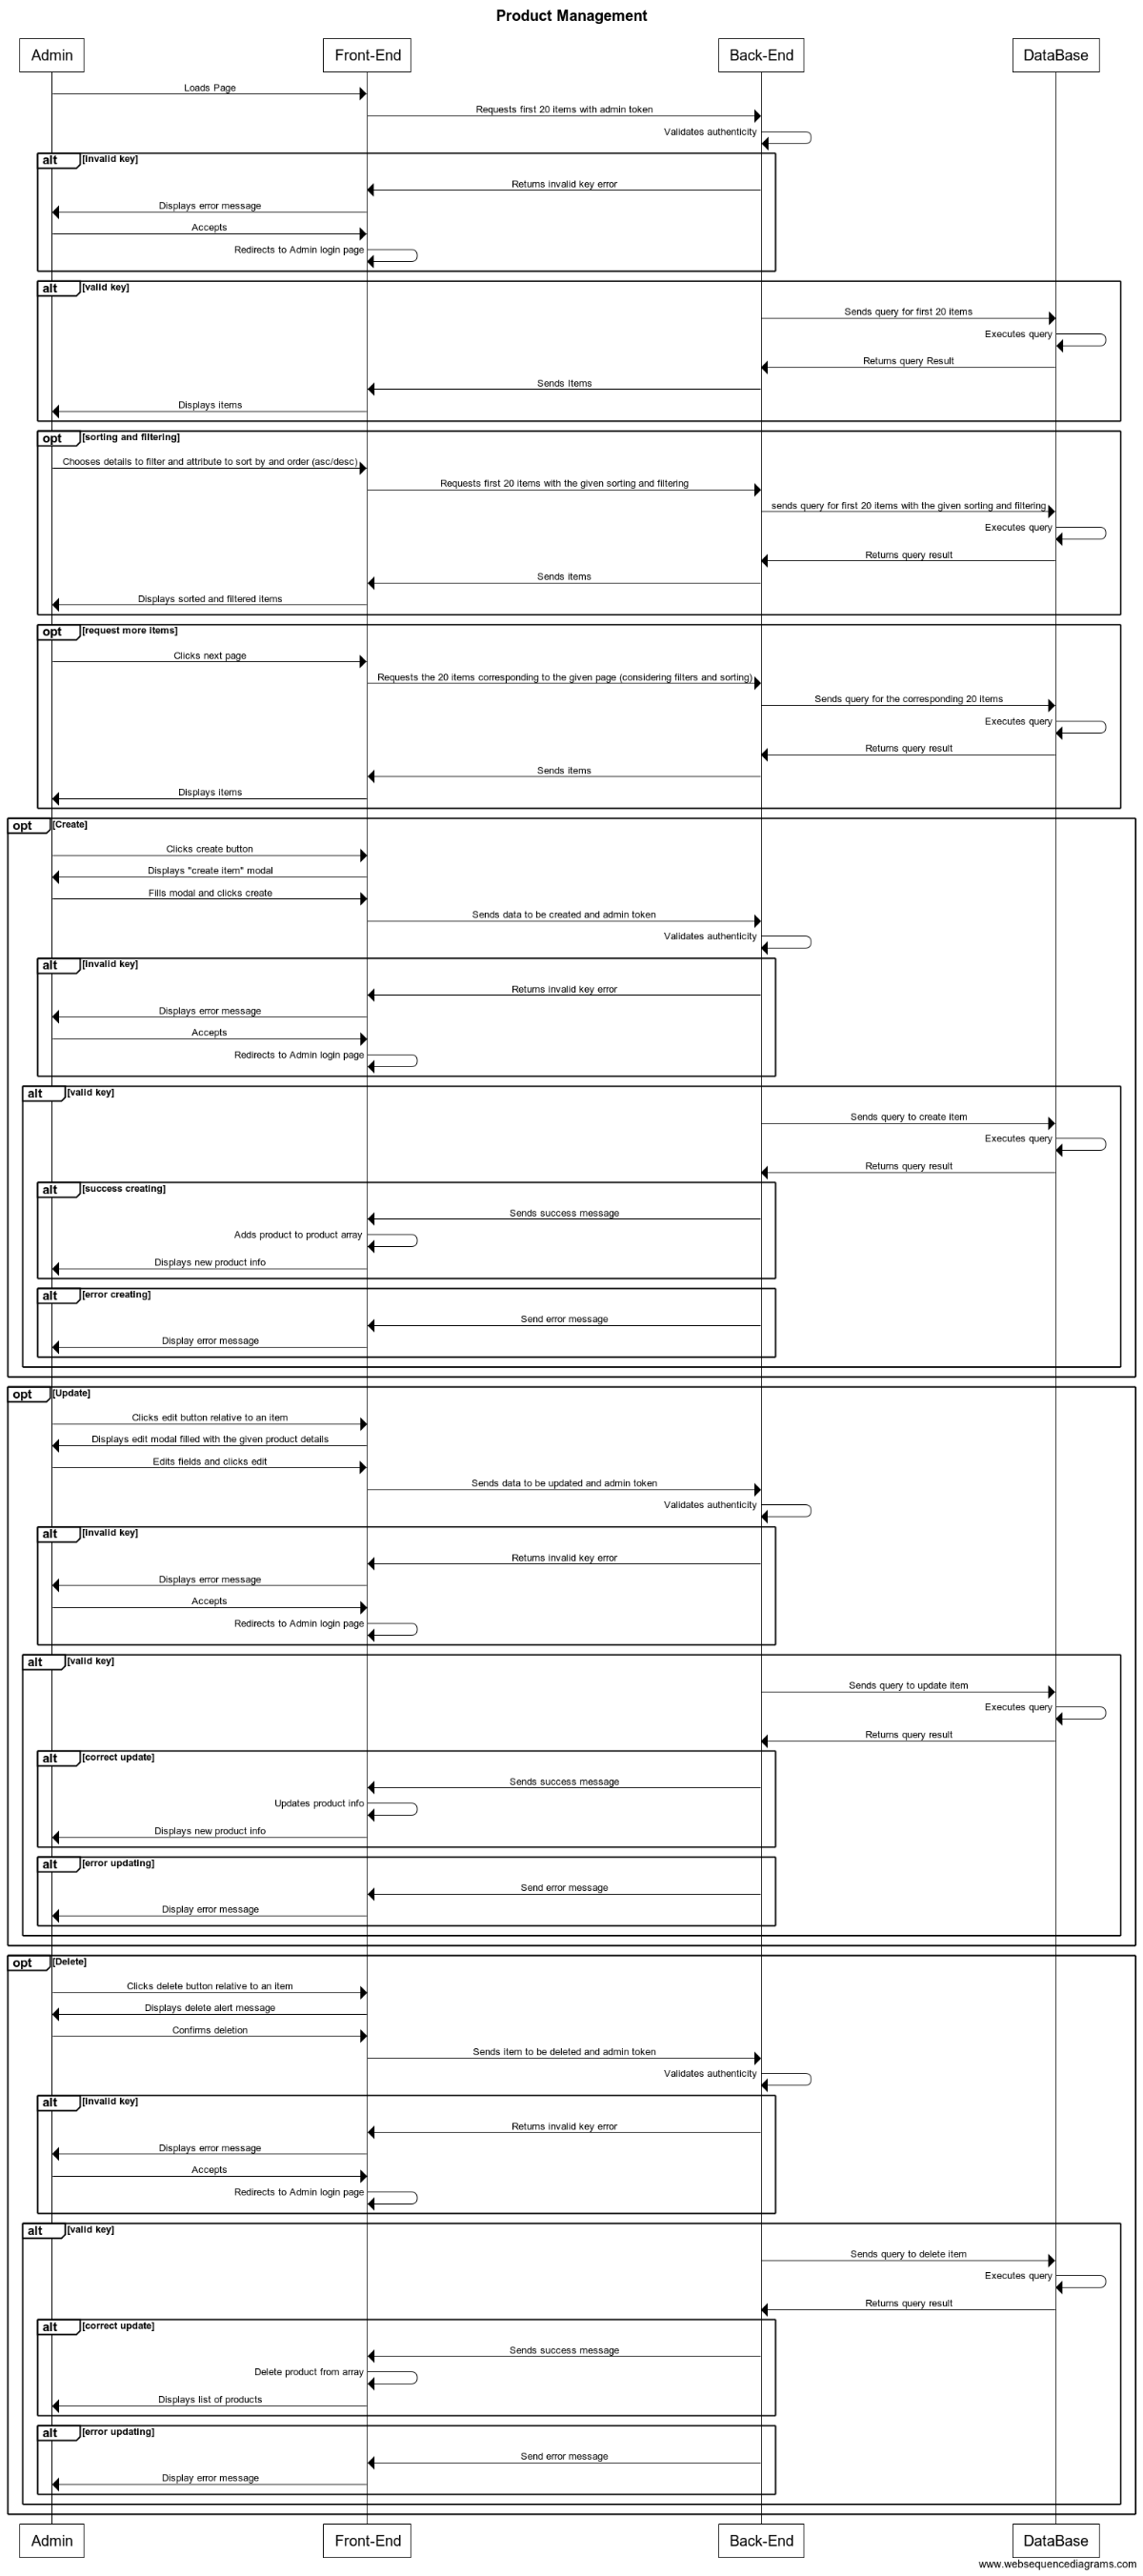 Product Management
Admin
Front-End
Back-End
DataBase
Loads Page
Requests first 20 items with admin token
Validates authenticity
alt [Invalid key]
Returns invalid key error
Displays error message
Accepts
Redirects to Admin login page
alt [valid key]
Sends query for first 20 items
Executes query
Returns query Result
Sends Items
Displays items
opt [sorting and filtering]
Chooses details to filter and attribute to sort by and order (asc/desc)
Requests first 20 items with the given sorting and filtering
sends query for first 20 items with the given sorting and filtering
Executes query
Returns query result
Sends items
Displays sorted and filtered items
opt [request more items]
Clicks next page
Requests the 20 items corresponding to the given page (considering filters and sorting)
Sends query for the corresponding 20 items
Executes query
Returns query result
Sends items
Displays items
opt [Create]
Clicks create button
Displays "create item" modal
Fills modal and clicks create
Sends data to be created and admin token
Validates authenticity
alt [Invalid key]
Returns invalid key error
Displays error message
Accepts
Redirects to Admin login page
alt [valid key]
Sends query to create item
Executes query
Returns query result
alt [success creating]
Sends success message
Adds product to product array
Displays new product info
alt [error creating]
Send error message
Display error message
opt [Update]
Clicks edit button relative to an item
Displays edit modal filled with the given product details
Edits fields and clicks edit
Sends data to be updated and admin token
Validates authenticity
alt [Invalid key]
Returns invalid key error
Displays error message
Accepts
Redirects to Admin login page
alt [valid key]
Sends query to update item
Executes query
Returns query result
alt [correct update]
Sends success message
Updates product info
Displays new product info
alt [error updating]
Send error message
Display error message
opt [Delete]
Clicks delete button relative to an item
Displays delete alert message
Confirms deletion
Sends item to be deleted and admin token
Validates authenticity
alt [Invalid key]
Returns invalid key error
Displays error message
Accepts
Redirects to Admin login page
alt [valid key]
Sends query to delete item
Executes query
Returns query result
alt [correct update]
Sends success message
Delete product from array
Displays list of products
alt [error updating]
Send error message
Display error message
Admin
Front-End
Back-End
DataBase
www.websequencediagrams.com